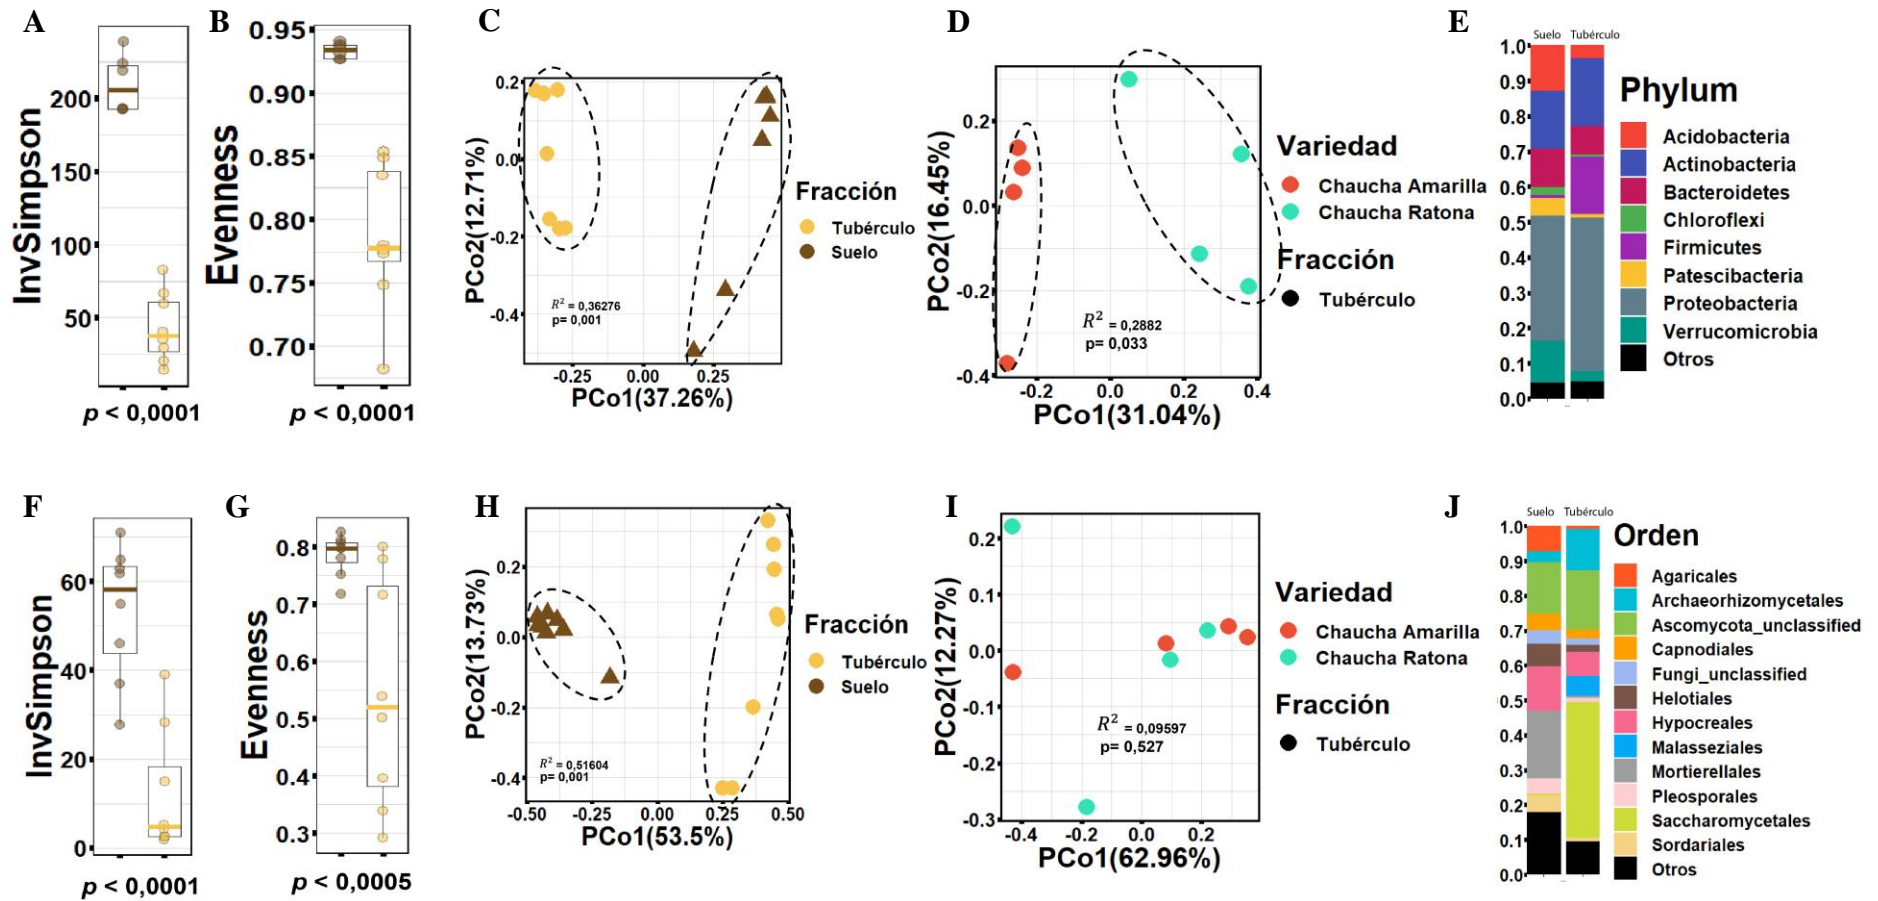 A
InvSimpson
200
150
100
50
p < 0,0001
B
Evenness
0.95
0.90
0.85
0.80
0.75
0.70
p < 0,0001
C
PCo2(12.71%)
0.2
0.0
-0.2
-0.4
R² = 0,36276
p= 0,001
-0.25
0.00
0.25
PCo1(37.26%)
Fracción
Tubérculo
Suelo
D
PCo2(16.45%)
0.2
0.0
-0.2
-0.4
R² = 0,2882
p= 0,033
-0.2
0.0
0.2
0.4
PCo1(31.04%)
Variedad
Chaucha Amarilla
Chaucha Ratona
Fracción
Tubérculo
E
Suelo
Tubérculo
1.0
0.9
0.8
0.7
0.6
0.5
0.4
0.3
0.2
0.1
0.0
Phylum
Acidobacteria
Actinobacteria
Bacteroidetes
Chloroflexi
Firmicutes
Patescibacteria
Proteobacteria
Verrucomicrobia
Otros
F
InvSimpson
60
40
20
0
p < 0,0001
G
Evenness
0.8
0.7
0.6
0.5
0.4
0.3
p < 0,0005
H
PCo2(13.73%)
0.2
0.0
-0.2
-0.4
R² = 0,51604
p= 0,001
-0.50
-0.25
0.00
0.25
0.50
PCo1(53.5%)
Fracción
Tubérculo
Suelo
I
PCo2(12.27%)
0.2
0.1
0.0
-0.1
-0.2
-0.3
R² = 0,09597
p= 0,527
-0.4
-0.2
0.0
0.2
PCo1(62.96%)
Variedad
Chaucha Amarilla
Chaucha Ratona
Fracción
Tubérculo
J
Suelo
Tubérculo
1.0
0.9
0.8
0.7
0.6
0.5
0.4
0.3
0.2
0.1
0.0
Orden
Agaricales
Archaeorhizomycetales
Ascomycota_unclassified
Capnodiales
Fungi_unclassified
Helotiales
Hypocreales
Malasseziales
Mortierellales
Pleosporales
Saccharomycetales
Sordariales
Otros